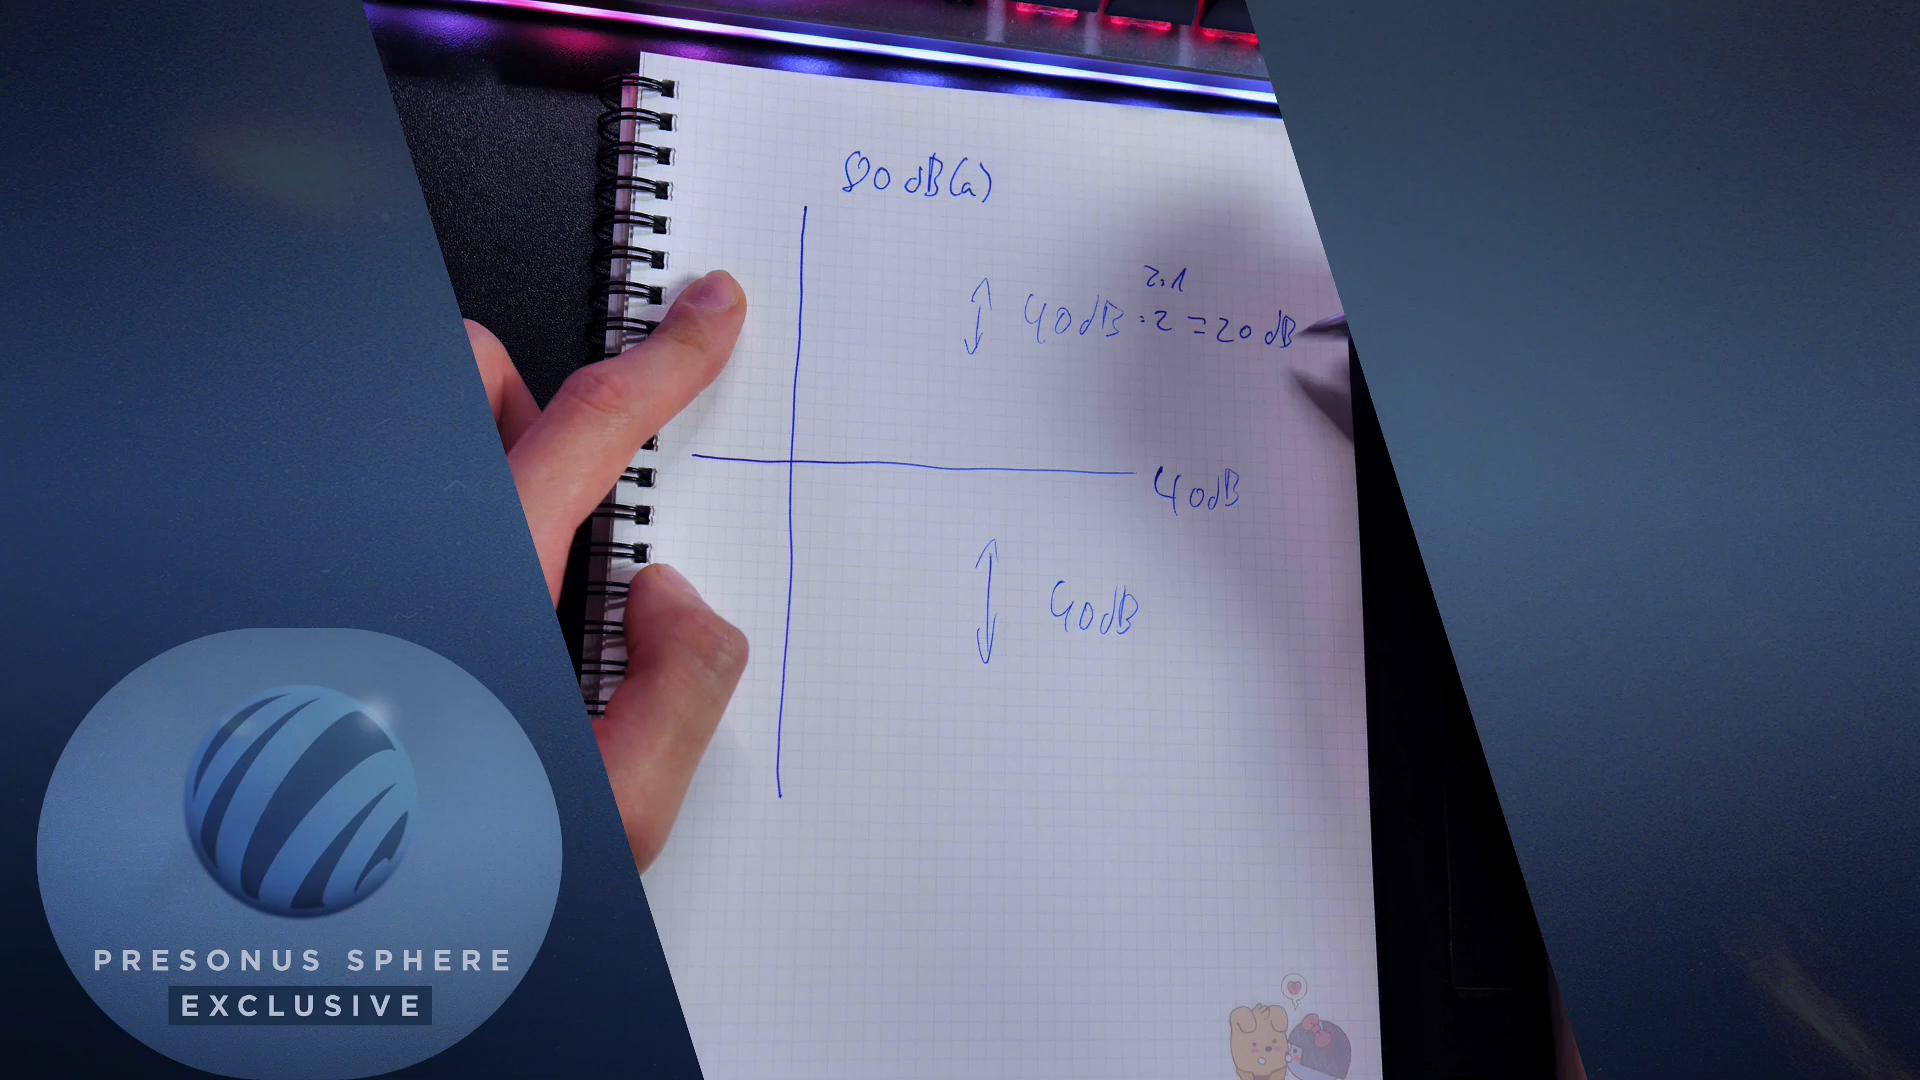 80 dB(a)
2:1
40dB :2 = 20 dB
40dB
40dB
PRESONUS SPHERE
EXCLUSIVE